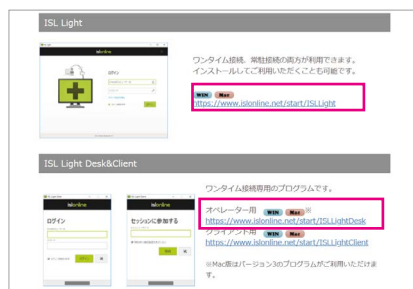 ISL Light
islonline
ログイン
ワンタイム接続、常駐接続の両方が利用できます。
インストールしてご利用いただくことも可能です。
WIN Mac
https://www.islonline.net/start/ISLLight
ISL Light Desk&Client
ワンタイム接続専用のプログラムです。
islonline
ログイン
islonline
セッションに参加する
オペレーター用 WIN Mac ※
https://www.islonline.net/start/ISLLightDesk
クライアント用 WIN Mac ※
https://www.islonline.net/start/ISLLightClient
※Mac版はバージョン3のプログラムがご利用いただけま
す。